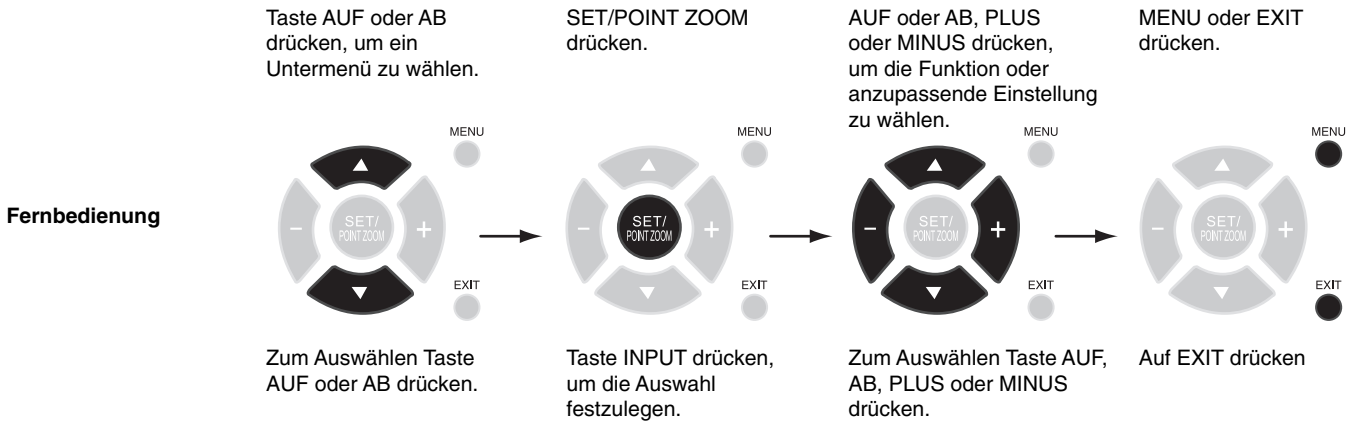 Taste AUF oder AB
drücken, um ein
Untermenü zu wählen.
SET/POINT ZOOM
drücken.
AUF oder AB, PLUS
oder MINUS drücken,
um die Funktion oder
anzupassende Einstellung
zu wählen.
MENU oder EXIT
drücken.
Fernbedienung
MENU
SET/
POINT ZOOM
-
+
EXIT
MENU
SET/
POINT ZOOM
-
+
EXIT
MENU
SET/
POINT ZOOM
-
+
EXIT
MENU
SET/
POINT ZOOM
-
+
EXIT
Zum Auswählen Taste
AUF oder AB drücken.
Taste INPUT drücken,
um die Auswahl
festzulegen.
Zum Auswählen Taste AUF,
AB, PLUS oder MINUS
drücken.
Auf EXIT drücken